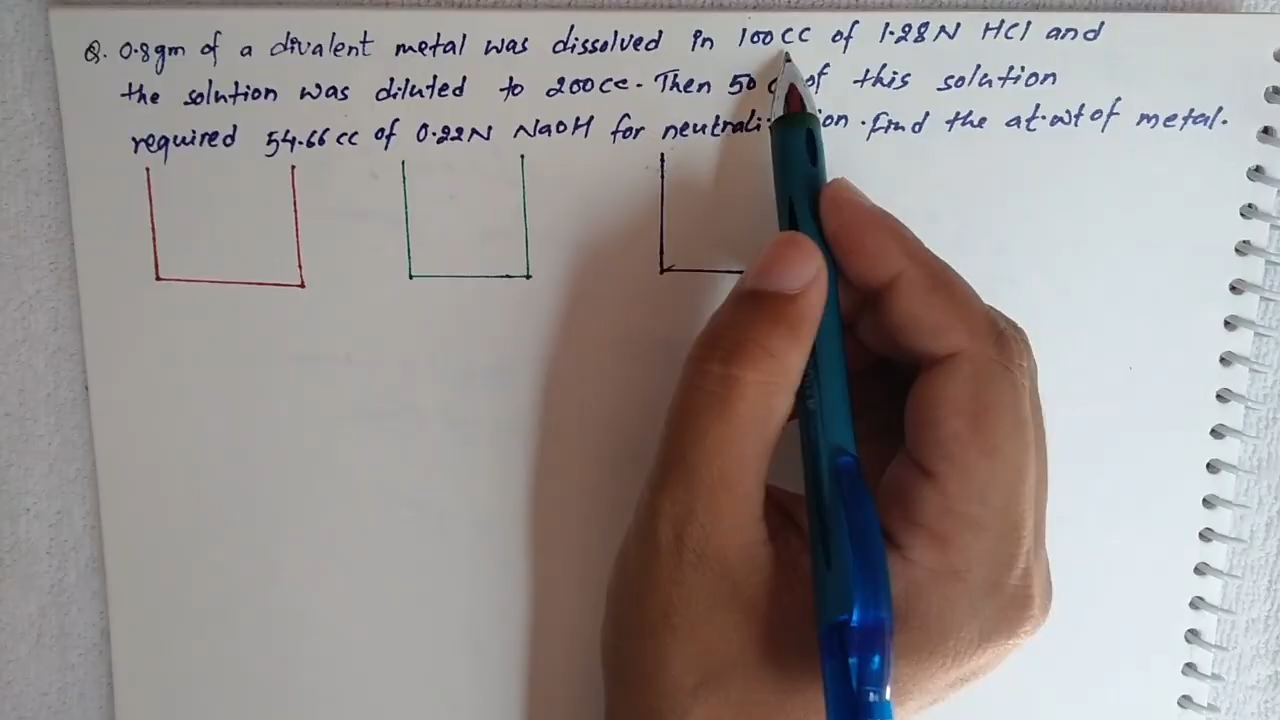 Q. 0.8gm of a divalent metal was dissolved in 100cc of 1.28N HCl and
the solution was diluted to 200cc. Then 50 of this solution
required 54.66cc of 0.22N NaOH for . find the at.wt of metal.